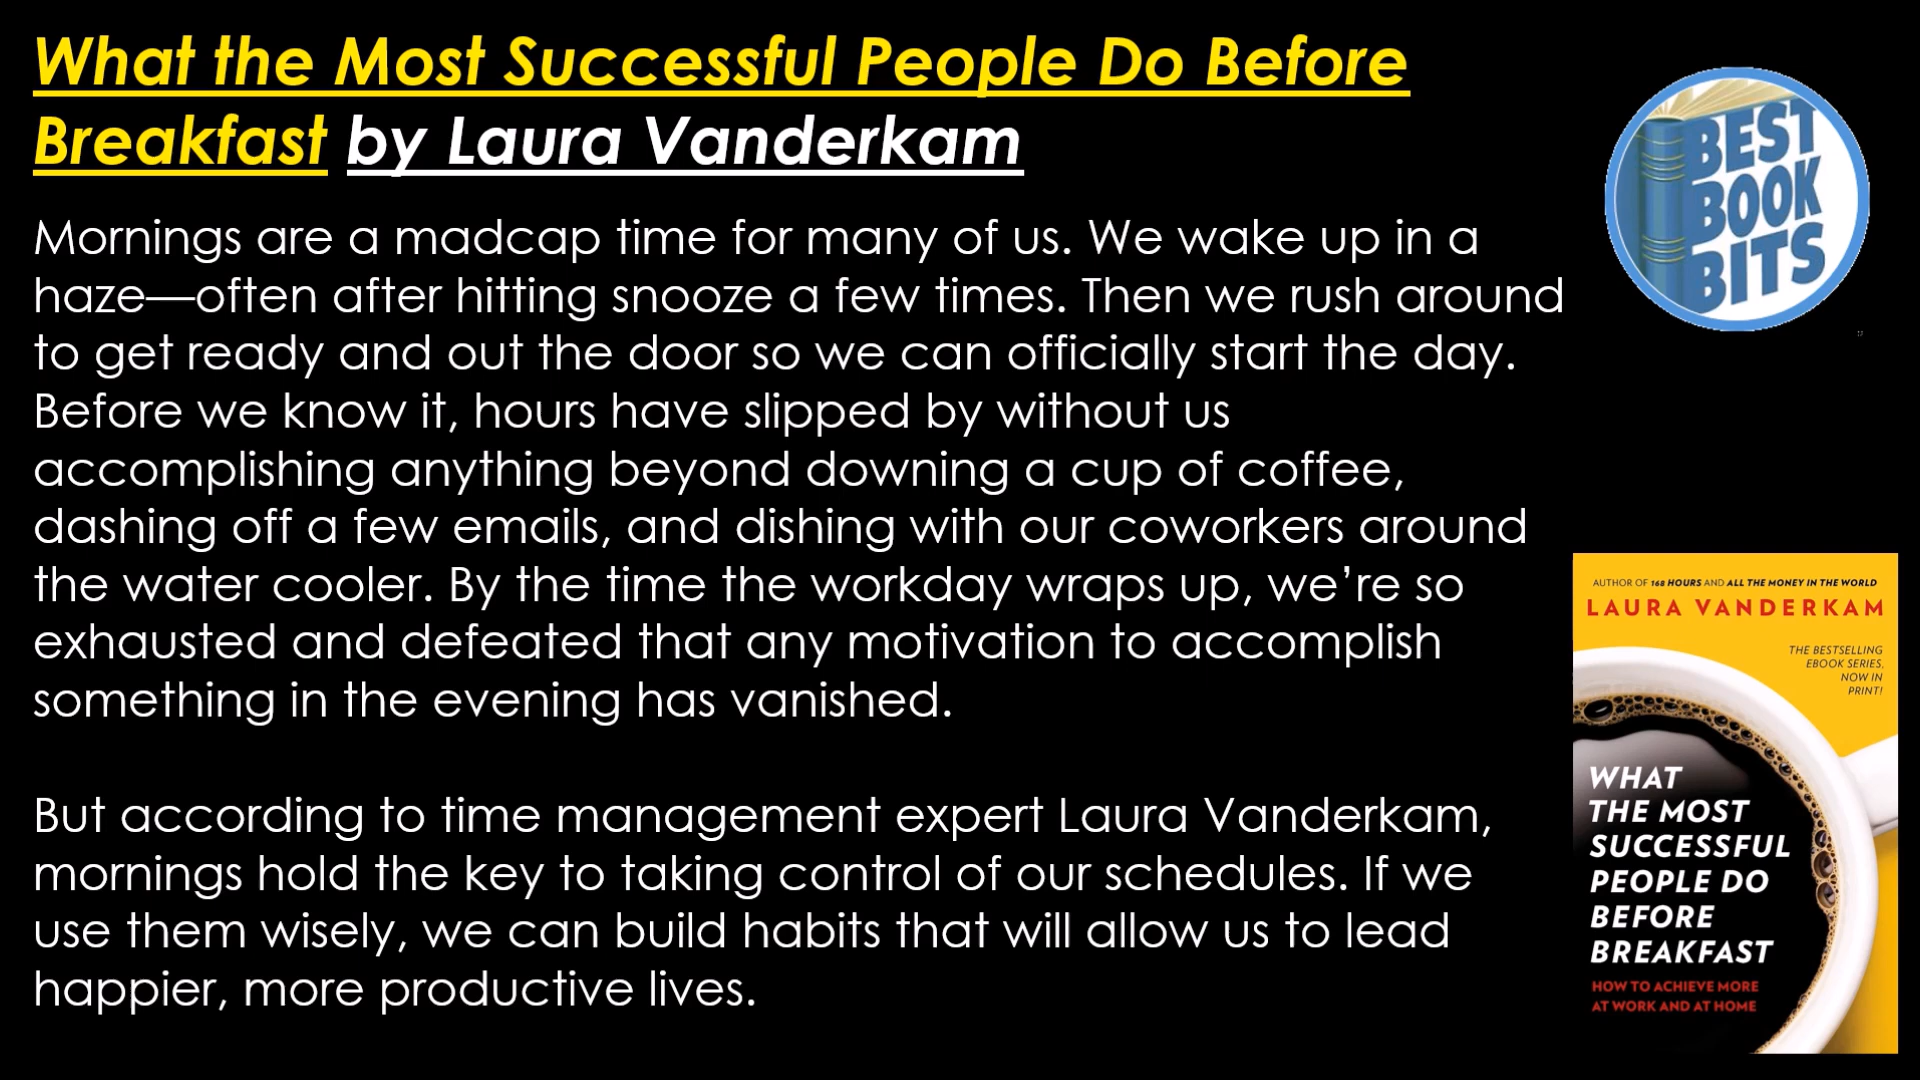 What the Most Successful People Do Before
Breakfast by Laura Vanderkam
Mornings are a madcap time for many of us. We wake up in a
haze—often after hitting snooze a few times. Then we rush around
to get ready and out the door so we can officially start the day.
Before we know it, hours have slipped by without us
accomplishing anything beyond downing a cup of coffee,
dashing off a few emails, and dishing with our coworkers around
the water cooler. By the time the workday wraps up, we’re so
exhausted and defeated that any motivation to accomplish
something in the evening has vanished.
But according to time management expert Laura Vanderkam,
mornings hold the key to taking control of our schedules. If we
use them wisely, we can build habits that will allow us to lead
happier, more productive lives.
BEST
BOOK
BITS
AUTHOR OF 168 HOURS AND ALL THE MONEY IN THE WORLD
LAURA VANDERKAM
THE BESTSELLING
EBOOK SERIES,
NOW IN
PRINT!
WHAT
THE MOST
SUCCESSFUL
PEOPLE DO
BEFORE
BREAKFAST
HOW TO ACHIEVE MORE
AT WORK AND AT HOME